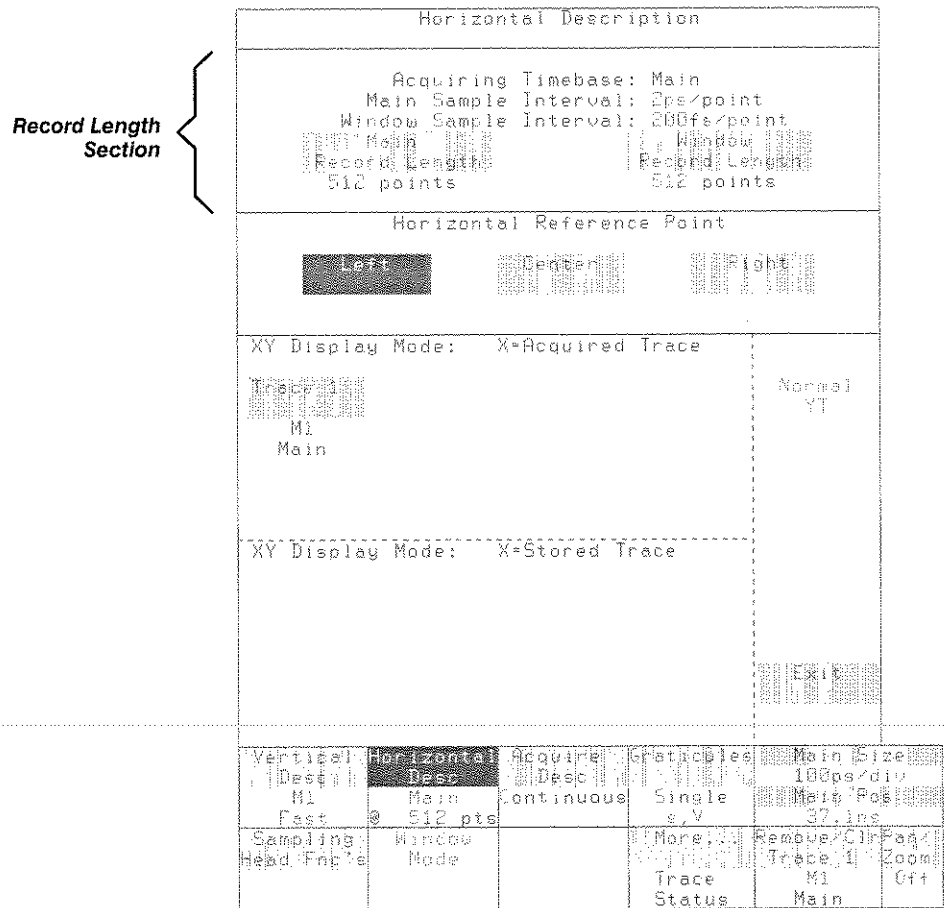 Horizontal Description
Record Length
Section
Acquiring Timebase: Main
Main Sample Interval: 2ps/point
Window Sample Interval: 200fs/point
Main
Record Length
512 points
Window
Record Length
512 points
Horizontal Reference Point
Left
Center
Right
XY Display Mode: X=Acquired Trace
Trace 1
M1
Main
Normal
YT
XY Display Mode: X=Stored Trace
Exit
Vertical
Desc
M1
Fast
Horizontal
Desc
Main
@ 512 pts
Acquire
Desc
Continuous
Graticules
Single
s,V
Main Size
100ps/div
Main Pos
37.1ns
Sampling
Head Fnc's
Window
Mode
More...
Trace
Status
Remove/Clr
Trace 1
M1
Main
Pan/
Zoom
Off